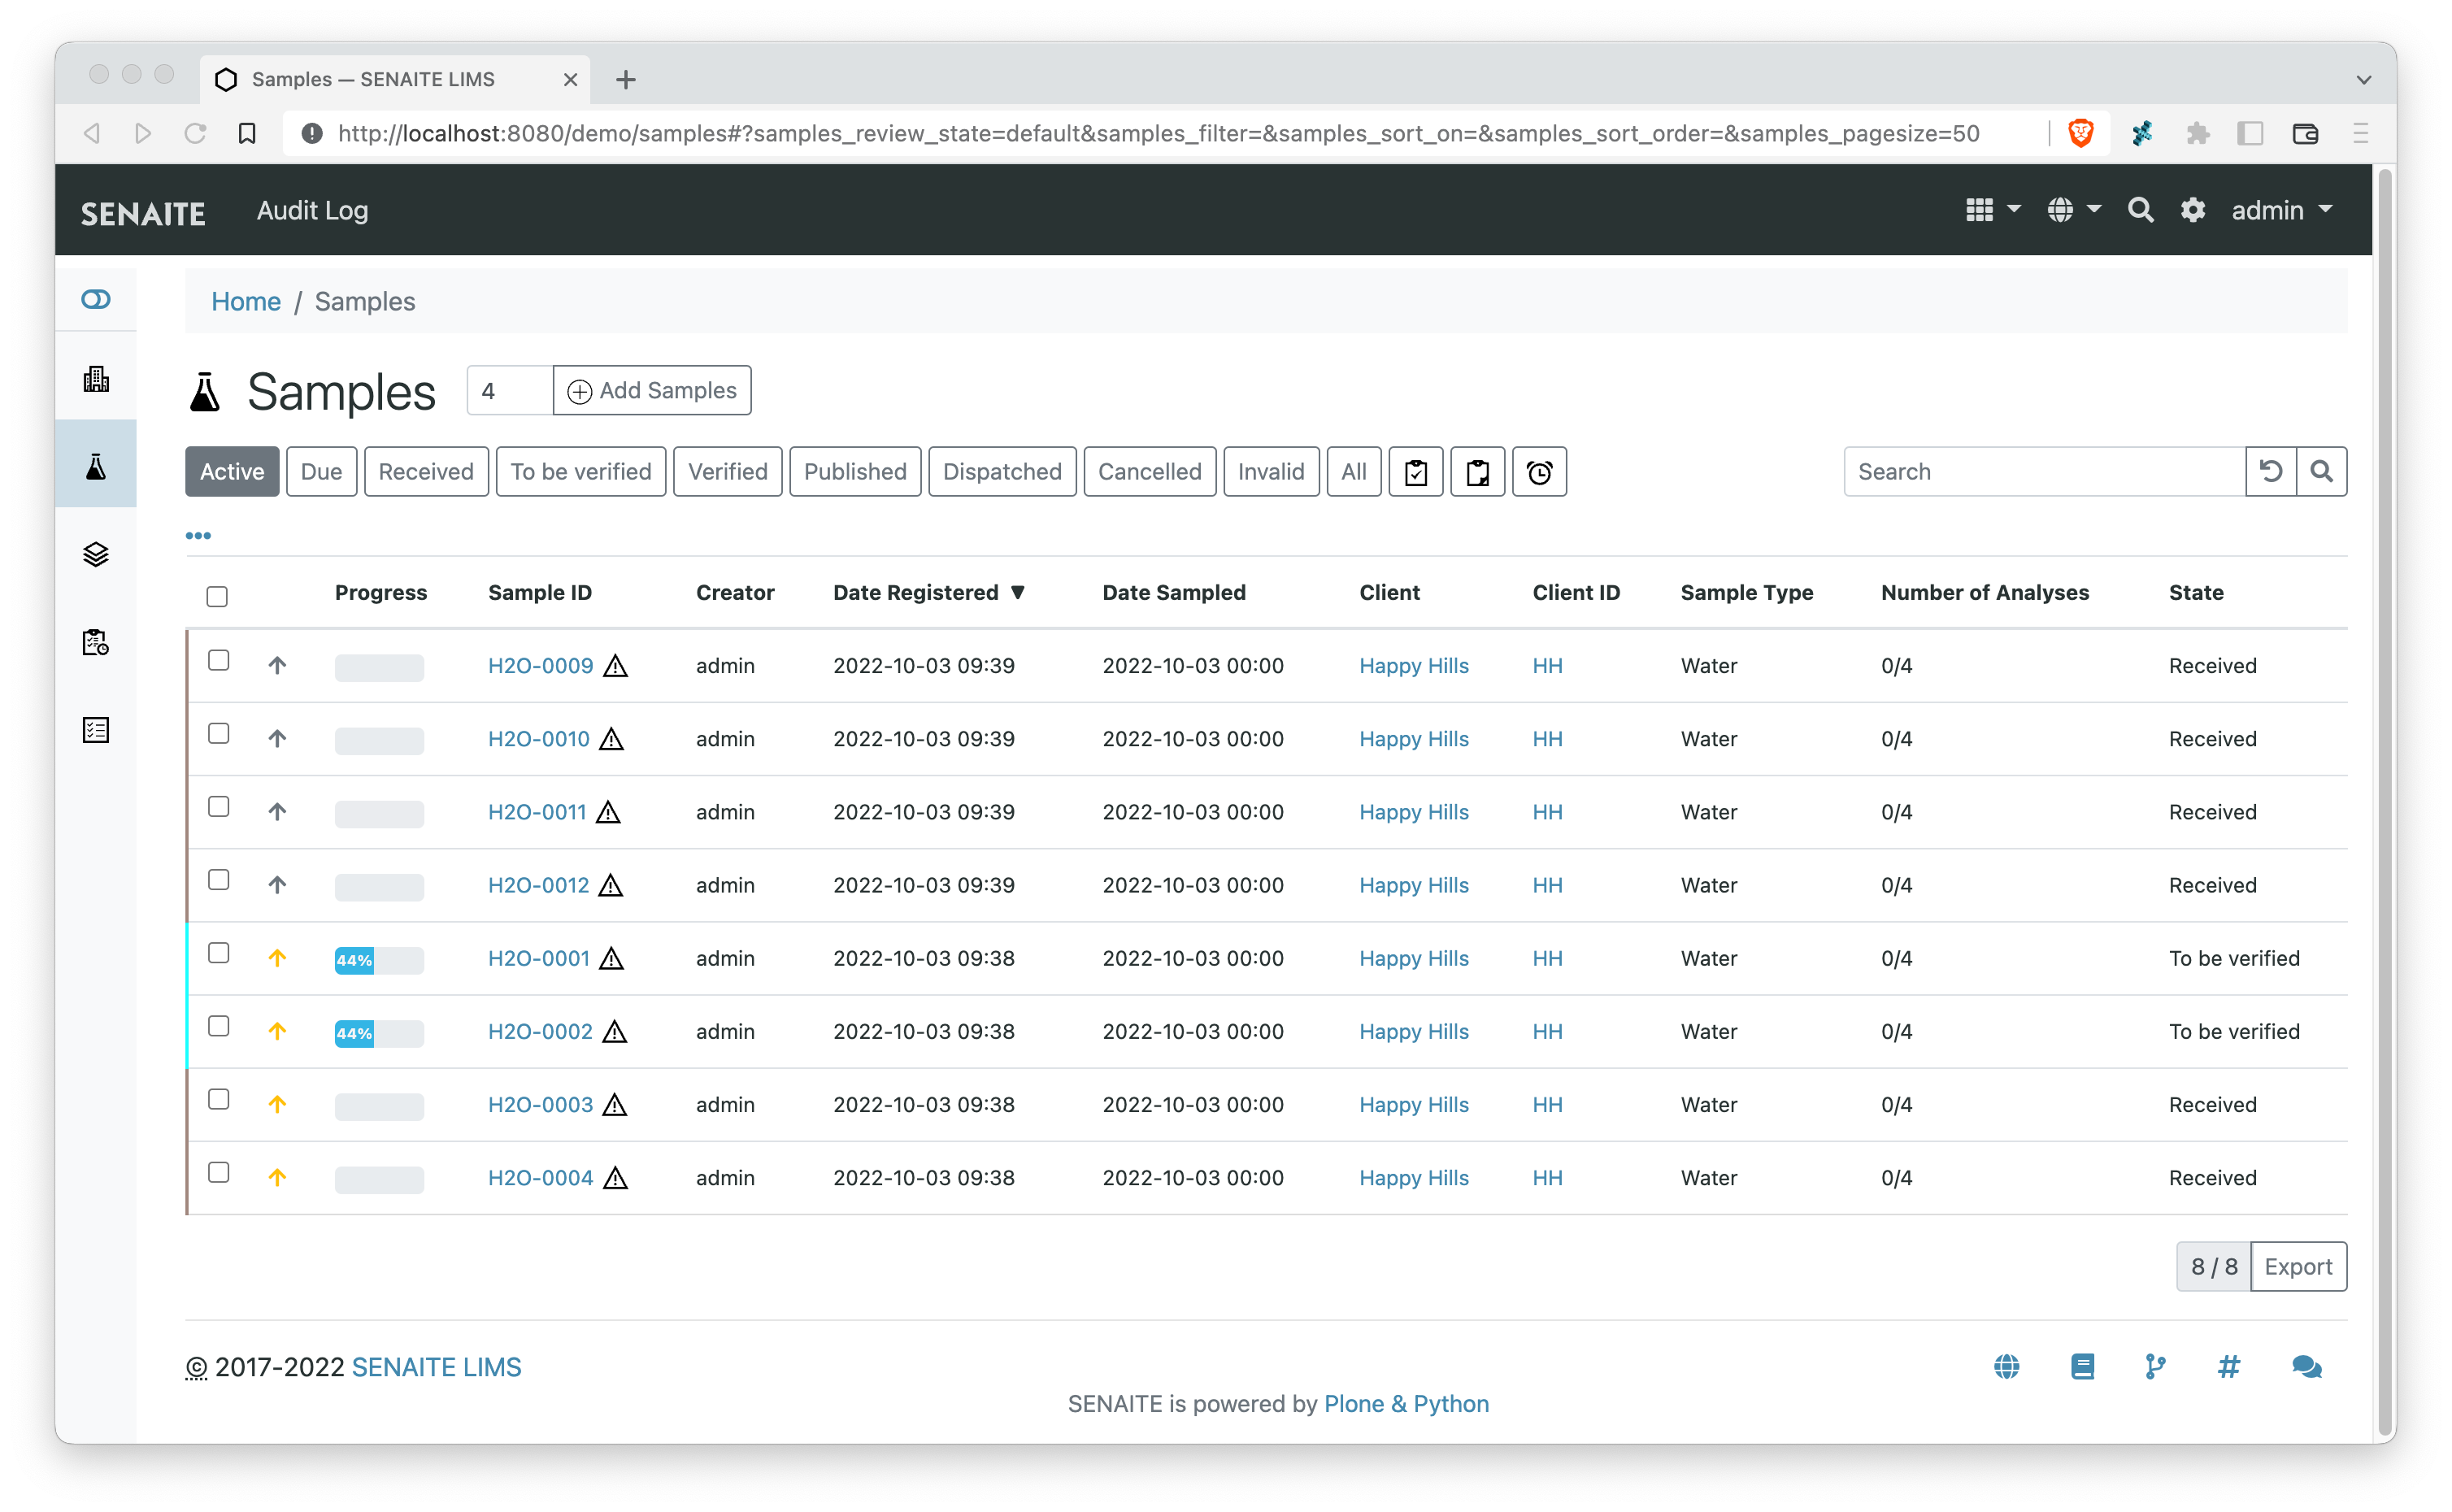 Samples — SENAITE LIMS
http://localhost:8080/demo/samples#?samples_review_state=default&samples_filter=&samples_sort_on=&samples_sort_order=&samples_pagesize=50
SENAITE Audit Log admin
Home / Samples
Samples 4 Add Samples
Active Due Received To be verified Verified Published Dispatched Cancelled Invalid All Search
Progress Sample ID Creator Date Registered ▼ Date Sampled Client Client ID Sample Type Number of Analyses State
H2O-0009 admin 2022-10-03 09:39 2022-10-03 00:00 Happy Hills HH Water 0/4 Received
H2O-0010 admin 2022-10-03 09:39 2022-10-03 00:00 Happy Hills HH Water 0/4 Received
H2O-0011 admin 2022-10-03 09:39 2022-10-03 00:00 Happy Hills HH Water 0/4 Received
H2O-0012 admin 2022-10-03 09:39 2022-10-03 00:00 Happy Hills HH Water 0/4 Received
44% H2O-0001 admin 2022-10-03 09:38 2022-10-03 00:00 Happy Hills HH Water 0/4 To be verified
44% H2O-0002 admin 2022-10-03 09:38 2022-10-03 00:00 Happy Hills HH Water 0/4 To be verified
H2O-0003 admin 2022-10-03 09:38 2022-10-03 00:00 Happy Hills HH Water 0/4 Received
H2O-0004 admin 2022-10-03 09:38 2022-10-03 00:00 Happy Hills HH Water 0/4 Received
8 / 8 Export
© 2017-2022 SENAITE LIMS
SENAITE is powered by Plone & Python